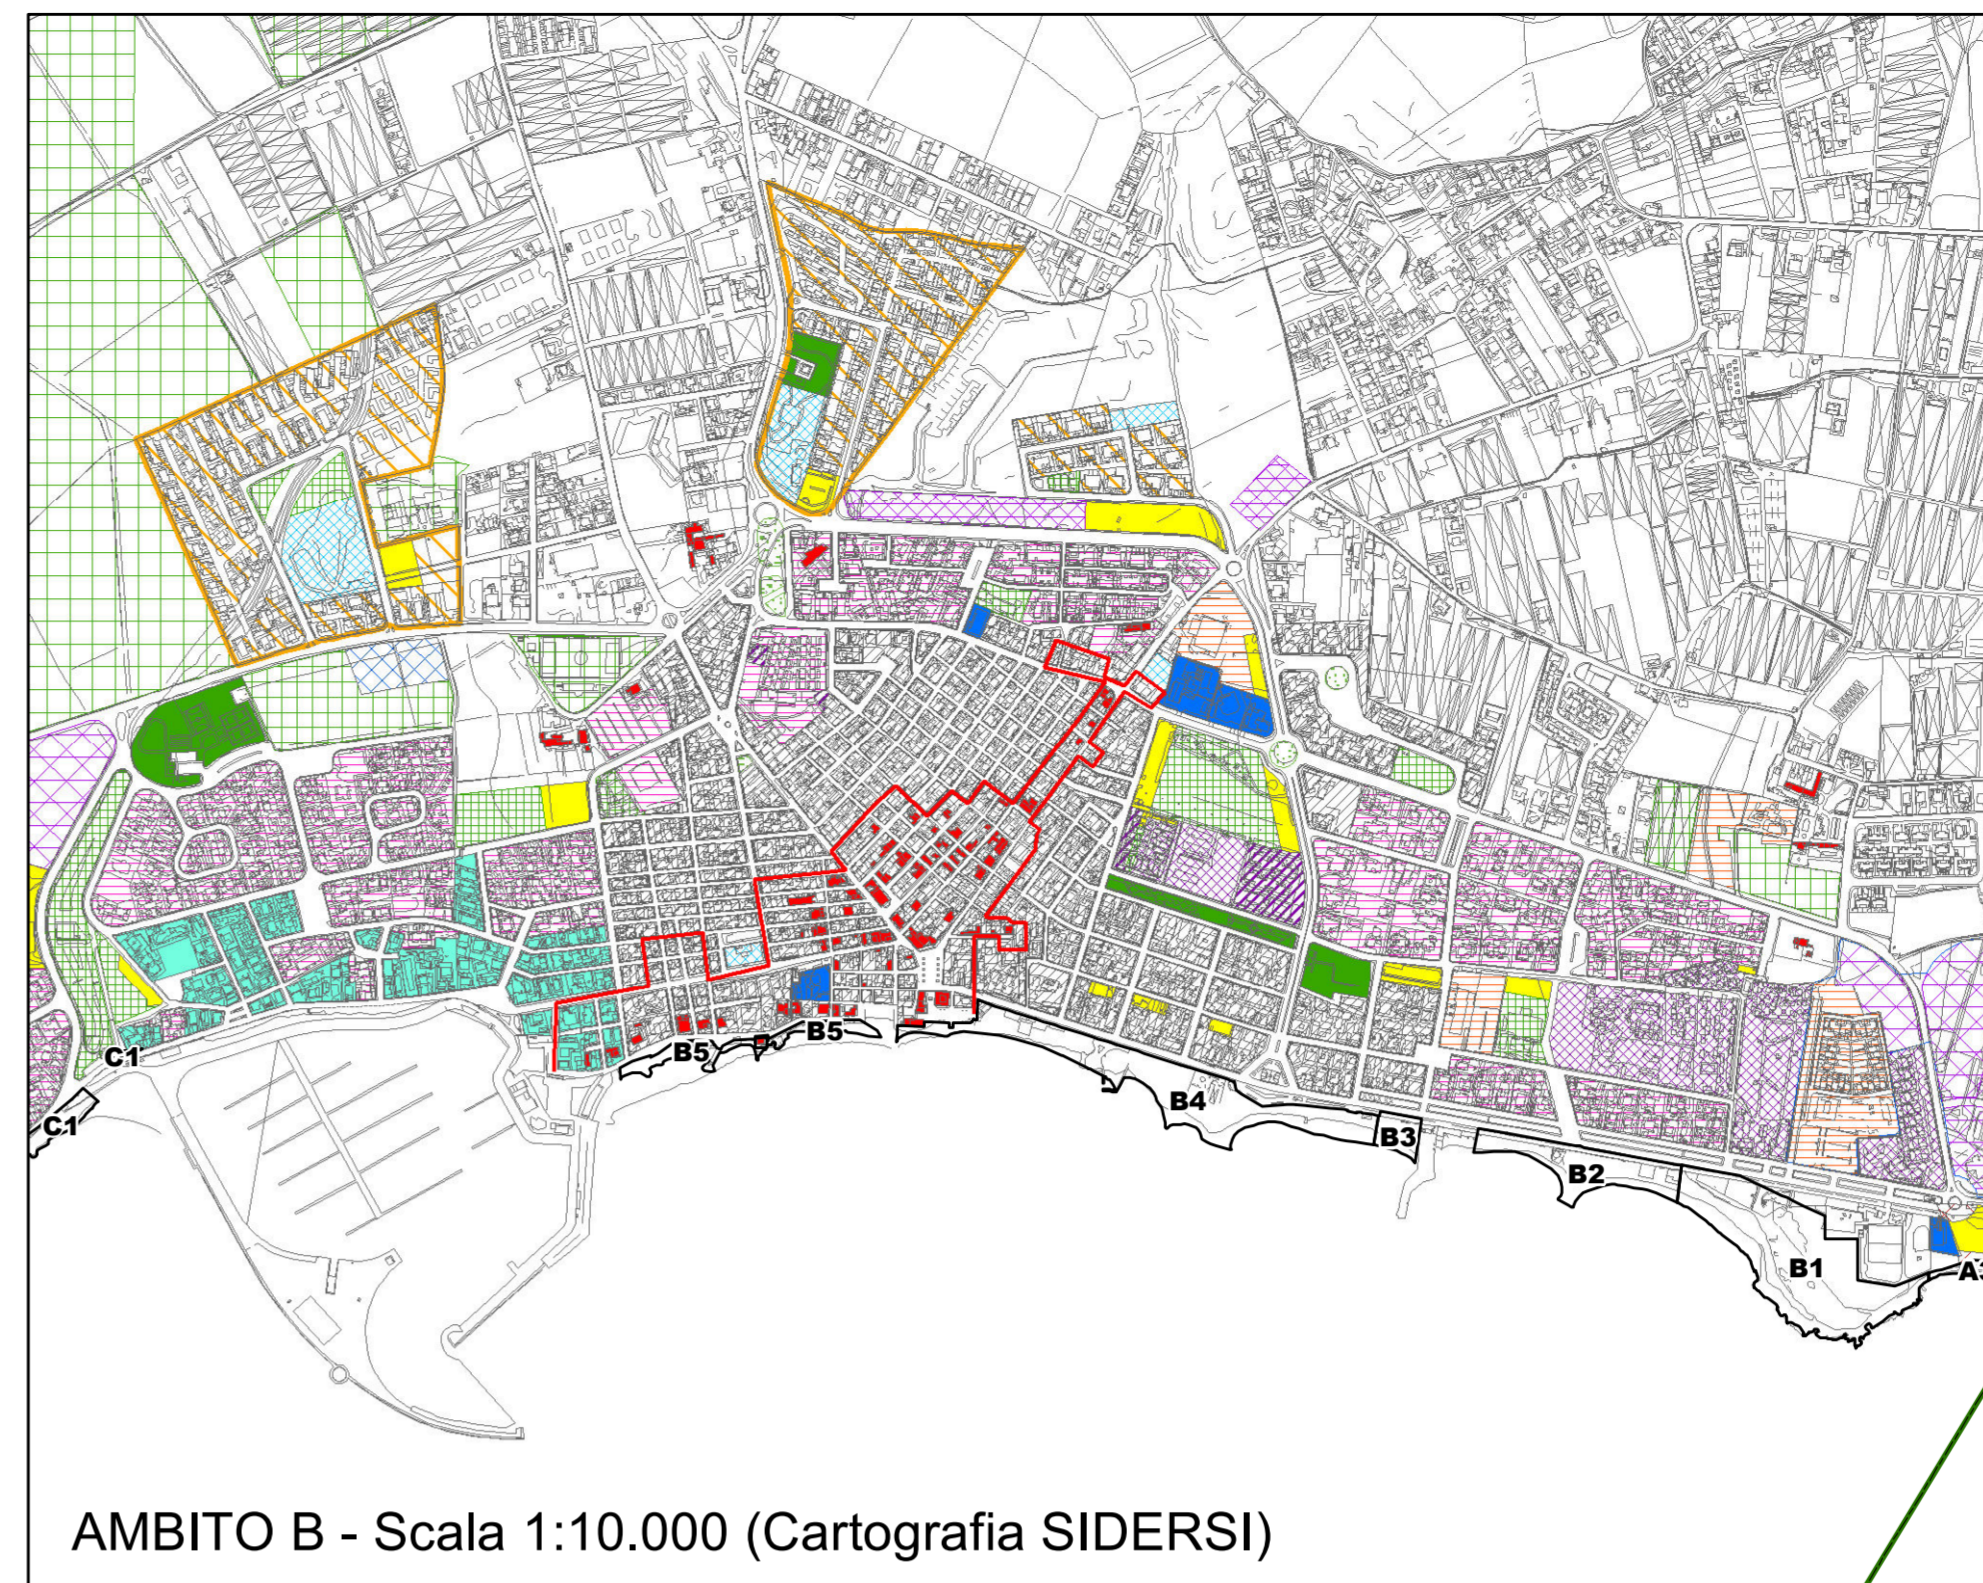 C1
C1
B5
B5
B4
B3
B2
B1
A3
AMBITO B - Scala 1:10.000 (Cartografia SIDERSI)